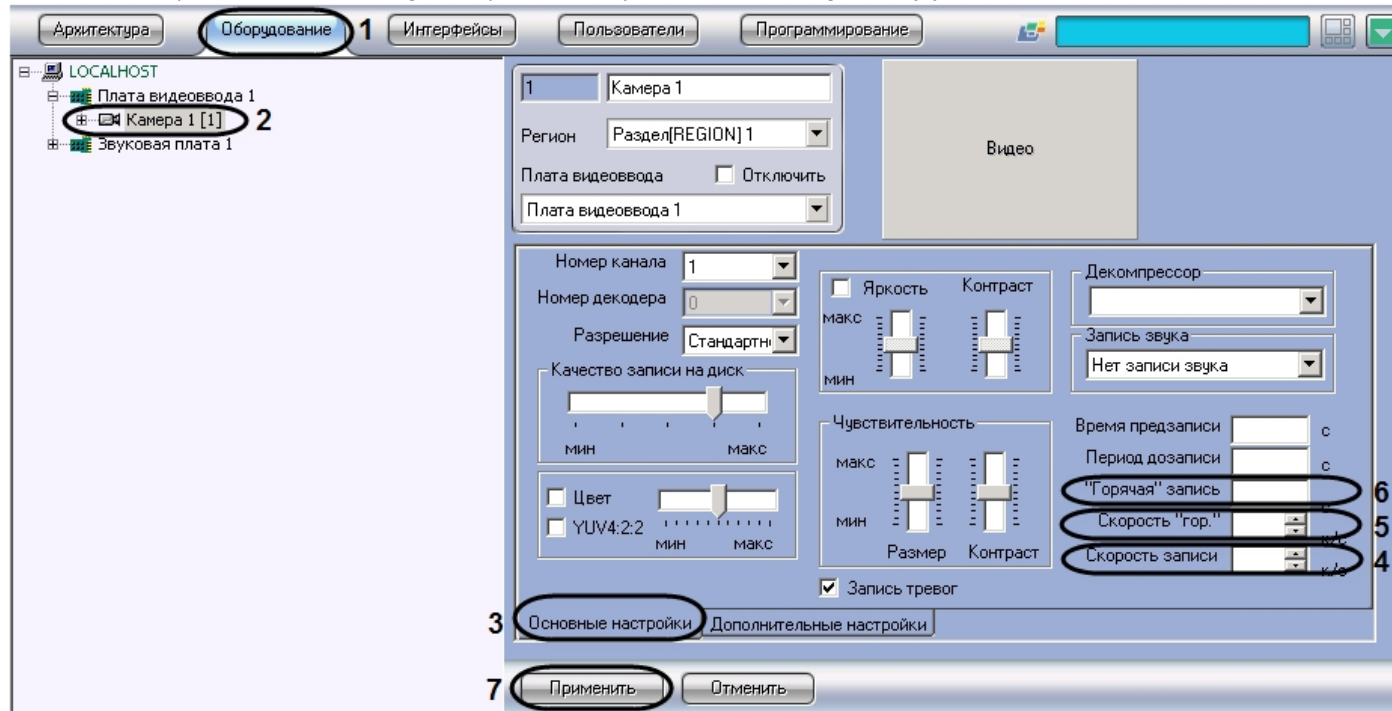 Архитектура Оборудование 1 Интерфейсы Пользователи Программирование
LOCALHOST
Плата видеоввода 1
Камера 1 [1] 2
Звуковая плата 1
1 Камера 1
Регион Раздел[REGION] 1
Плата видеоввода Отключить
Плата видеоввода 1
Видео
Номер канала 1
Номер декодера 0
Разрешение Стандартн
Качество записи на диск
мин макс
Цвет
YUV4:2:2
мин макс
Яркость Контраст
макс
мин
Чувствительность
макс
мин
Размер Контраст
Запись тревог
Декомпрессор
Запись звука
Нет записи звука
Время предзаписи с
Период дозаписи с
"Горячая" запись 6
Скорость "гор." 5
Скорость записи 4
3 Основные настройки Дополнительные настройки
7 Применить Отменить